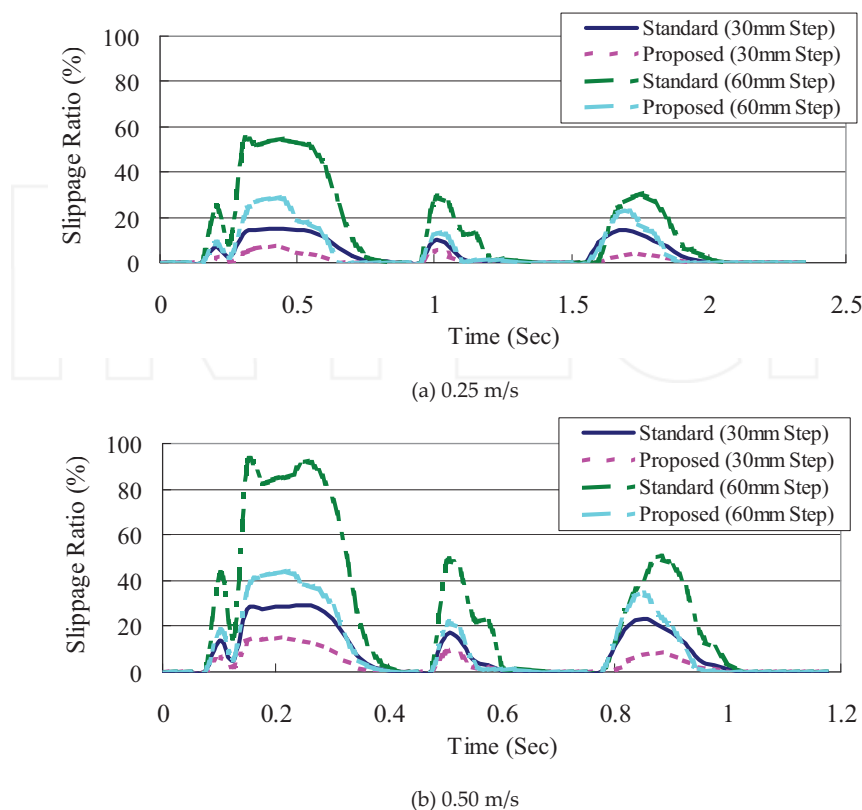 100
80
60
40
20
0
Slippage Ratio (%)
Standard (30mm Step)
Proposed (30mm Step)
Standard (60mm Step)
Proposed (60mm Step)
0 0.5 1 1.5 2 2.5
Time (Sec)
(a) 0.25 m/s
100
80
60
40
20
0
Slippage Ratio (%)
Standard (30mm Step)
Proposed (30mm Step)
Standard (60mm Step)
Proposed (60mm Step)
0 0.2 0.4 0.6 0.8 1 1.2
Time (Sec)
(b) 0.50 m/s